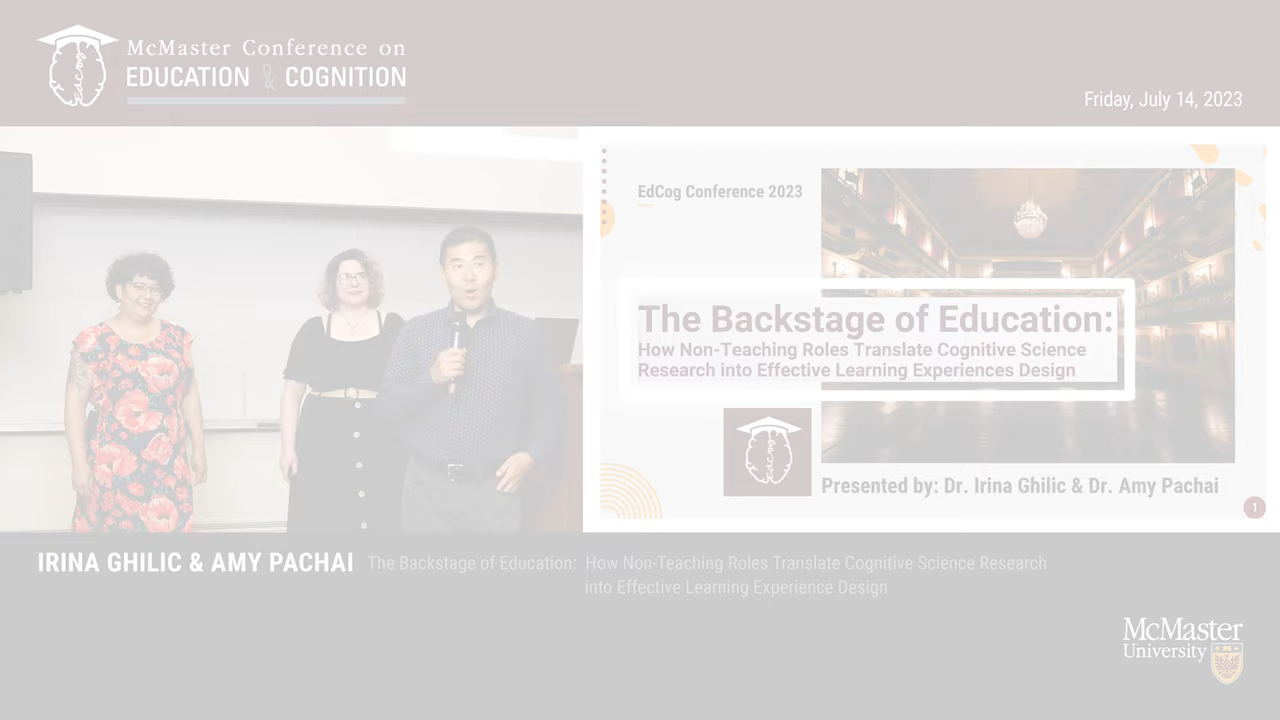 McMaster Conference on
EDUCATION & COGNITION
EdCog
Friday, July 14, 2023
EdCog Conference 2023
The Backstage of Education:
How Non-Teaching Roles Translate Cognitive Science
Research into Effective Learning Experiences Design
EdCog
Presented by: Dr. Irina Ghilic & Dr. Amy Pachai
1
IRINA GHILIC & AMY PACHAI
The Backstage of Education: How Non-Teaching Roles Translate Cognitive Science Research
into Effective Learning Experience Design
McMaster
University